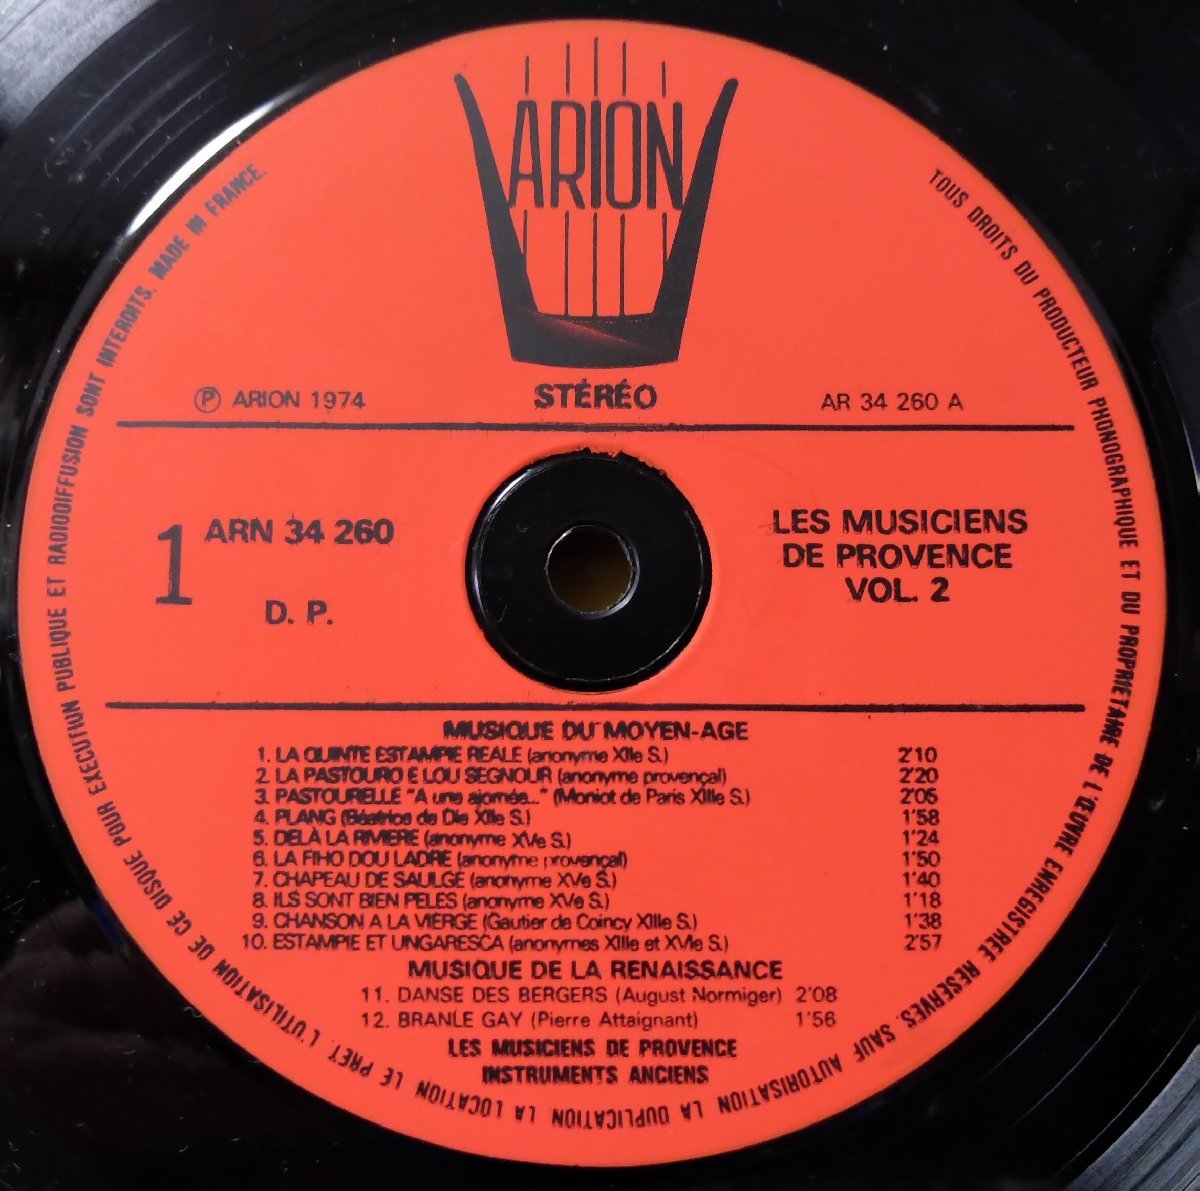 ARION
Ⓟ ARION 1974
STÉRÉO
AR 34 260 A
1
ARN 34 260
D. P.
LES MUSICIENS
DE PROVENCE
VOL. 2
MUSIQUE DU MOYEN-AGE
1. LA QUINTE ESTAMPIE REALE (anonyme XIIe S.) 2'10
2. LA PASTOURO E LOU SEGNOUR (anonyme provençal) 2'20
3. PASTOURELLE "A une ajornée..." (Moniot de Paris XIIIe S.) 2'05
4. PLANG (Béatrice de Die XIIe S.) 1'58
5. DELA LA RIVIERE (anonyme XVe S.) 1'24
6. LA FIHO DOU LADRE (anonyme provençal) 1'50
7. CHAPEAU DE SAULGE (anonyme XVe S.) 1'40
8. ILS SONT BIEN PELES (anonyme XVe S.) 1'18
9. CHANSON A LA VIERGE (Gautier de Coincy XIIIe S.) 1'38
10. ESTAMPIE ET UNGARESCA (anonymes XIIIe et XVIe S.) 2'57
MUSIQUE DE LA RENAISSANCE
11. DANSE DES BERGERS (August Normiger) 2'08
12. BRANLE GAY (Pierre Attaignant) 1'56
LES MUSICIENS DE PROVENCE
INSTRUMENTS ANCIENS
TOUS DROITS DU PRODUCTEUR PHONOGRAPHIQUE ET DU PROPRIETAIRE DE L'ŒUVRE ENREGISTREE RESERVES. SAUF AUTORISATION LA DUPLICATION LA LOCATION LE PRET L'UTILISATION DE CE DISQUE POUR EXECUTIUN PUBLIQUE ET RADIODIFFUSION SONT INTERDITS. MADE IN FRANCE.